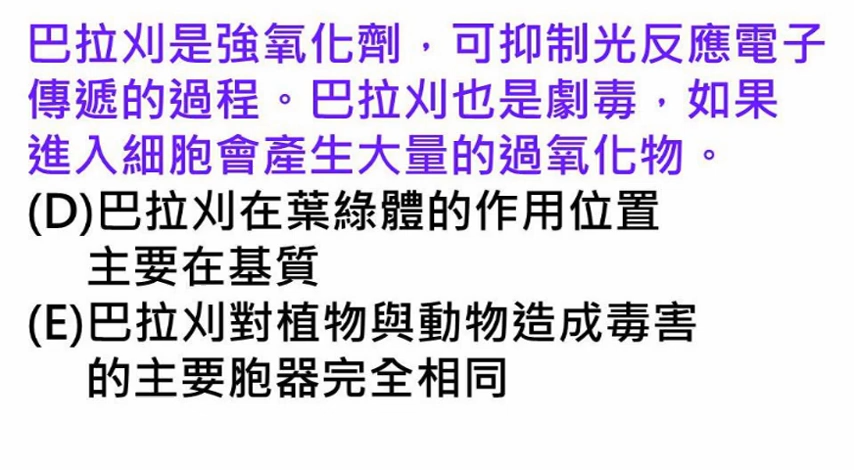 巴拉刈是強氧化劑，可抑制光反應電子
傳遞的過程。巴拉刈也是劇毒，如果
進入細胞會產生大量的過氧化物。
(D)巴拉刈在葉綠體的作用位置
主要在基質
(E)巴拉刈對植物與動物造成毒害
的主要胞器完全相同